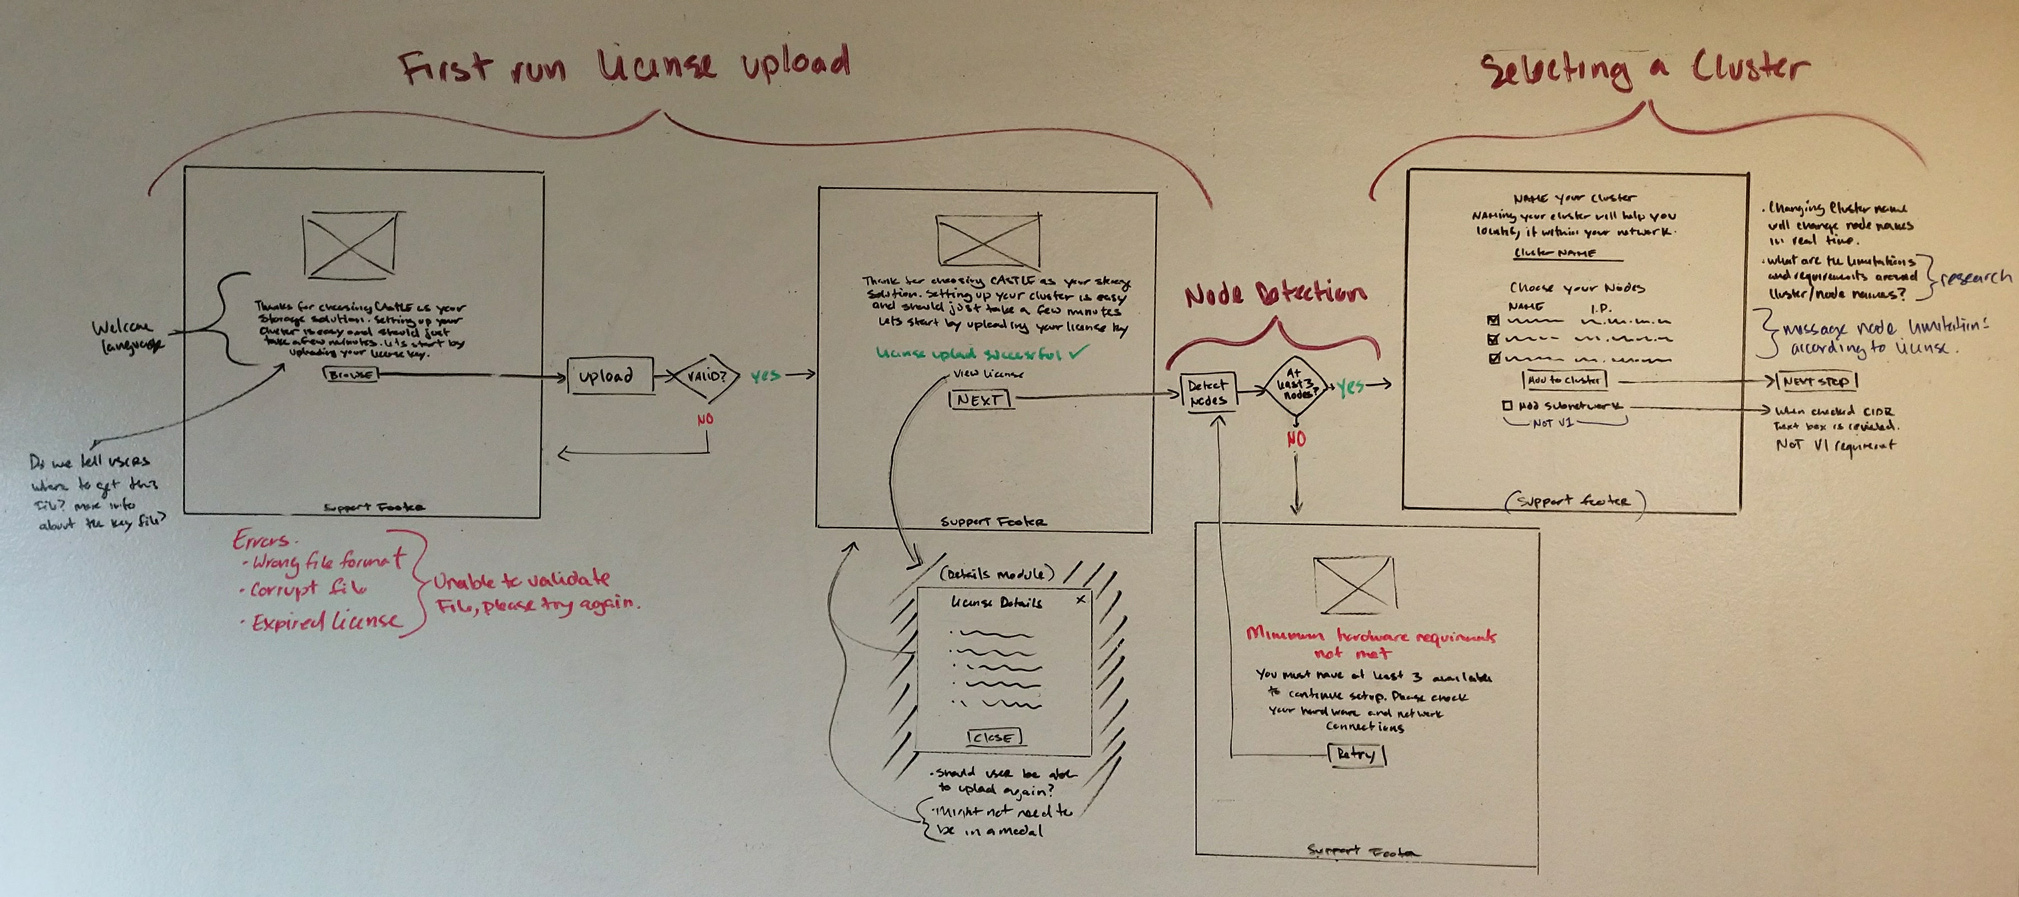 First run License upload
Selecting a Cluster
Node Detection
Welcome
language
Thanks for choosing CASTLE as your
storage solution. Setting up your
cluster is easy and should just
take a few minutes. Lets start by
uploading your license key.
BROWSE
Support Footer
Do we tell users
where to get this
file? more info
about the key file?
Errors.
· Wrong file format
· Corrupt file
· Expired License
Unable to validate
File, please try again.
upload
VALID?
yes
NO
Thank for choosing CASTLE as your storag
solution. Setting up your cluster is easy
and should just take a few minutes
Lets start by uploading your license key
License upload successful ✓
View License
NEXT
Support Footer
(Details module)
License Details
x
CLOSE
· Should user be able
to upload again?
· Might not need to
be in a modal
Detect
Nodes
At
least 3
nodes?
yes
NO
Minimum hardware requirments
not met
You must have at least 3 available
to continue setup. Please check
your hardware and network
connections
Retry
Support Footer
NAME your Cluster
NAMing your cluster will help you
locate, it within your network.
Cluster NAME
Choose your Nodes
NAME I.P.
Add to cluster
Add subnetwork
NOT V1
(Support footer)
· Changing Cluster name
will change node names
in real time.
· What are the limitations
and requirements around
cluster/node names?
research
message node limitations
according to license.
NEXT STEP
When checked CIDR
Text box is revealed.
NOT V1 requirment